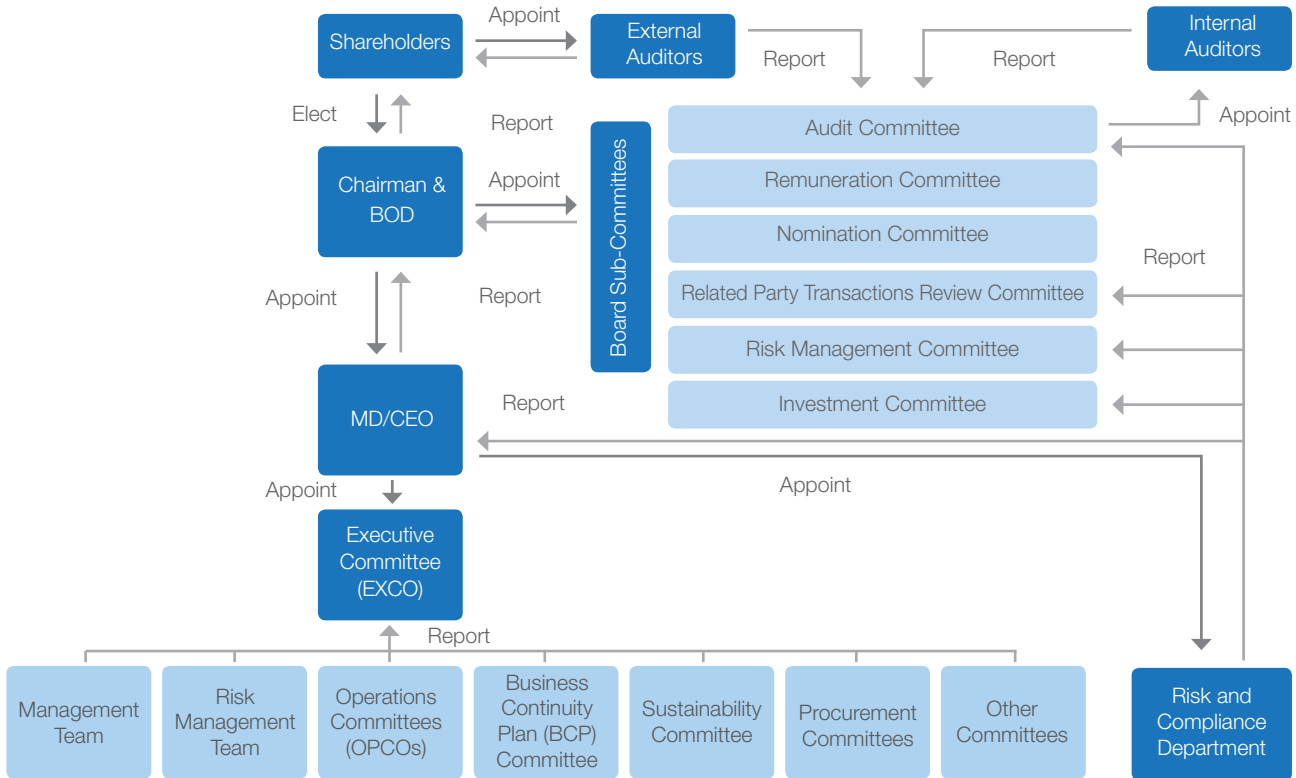 Appoint
Shareholders
External
Auditors
Internal
Auditors
Report
Report
Elect
Report
Appoint
Audit Committee
Chairman &
BOD
Appoint
Board Sub-Committees
Remuneration Committee
Nomination Committee
Report
Appoint
Report
Related Party Transactions Review Committee
Risk Management Committee
MD/CEO
Report
Investment Committee
Appoint
Appoint
Executive
Committee
(EXCO)
Report
Management
Team
Risk
Management
Team
Operations
Committees
(OPCOs)
Business
Continuity
Plan (BCP)
Committee
Sustainability
Committee
Procurement
Committees
Other
Committees
Risk and
Compliance
Department